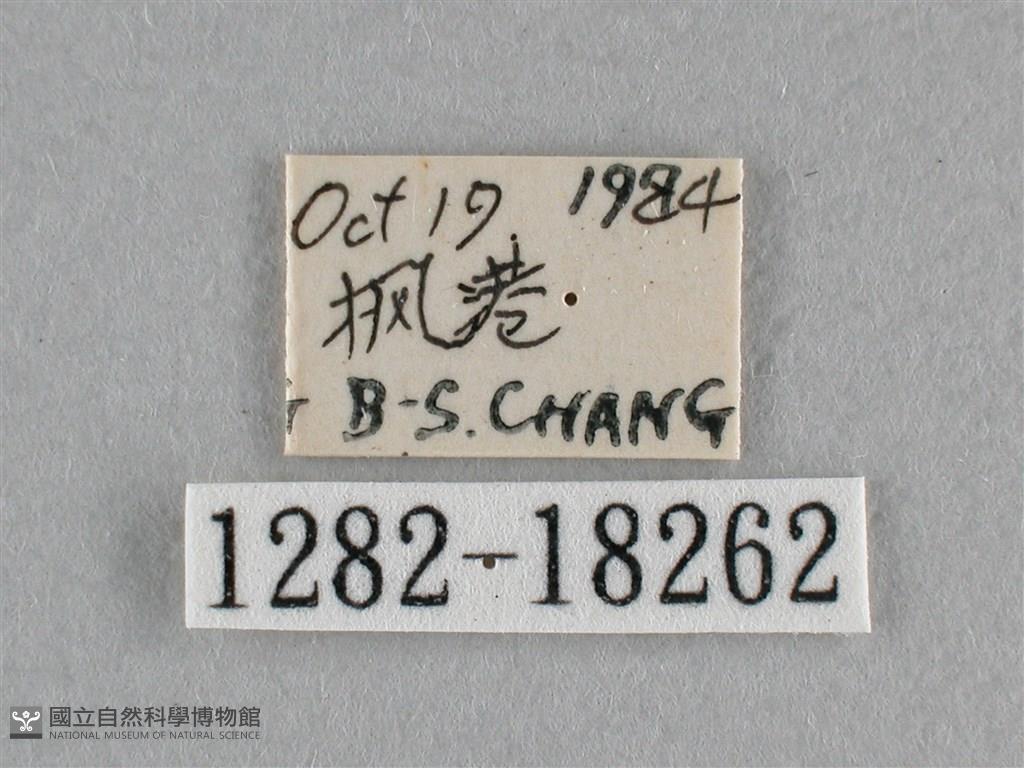 Oct 19 1984
枫港
B-S. CHANG
1282-18262
國立自然科學博物館
NATIONAL MUSEUM OF NATURAL SCIENCE